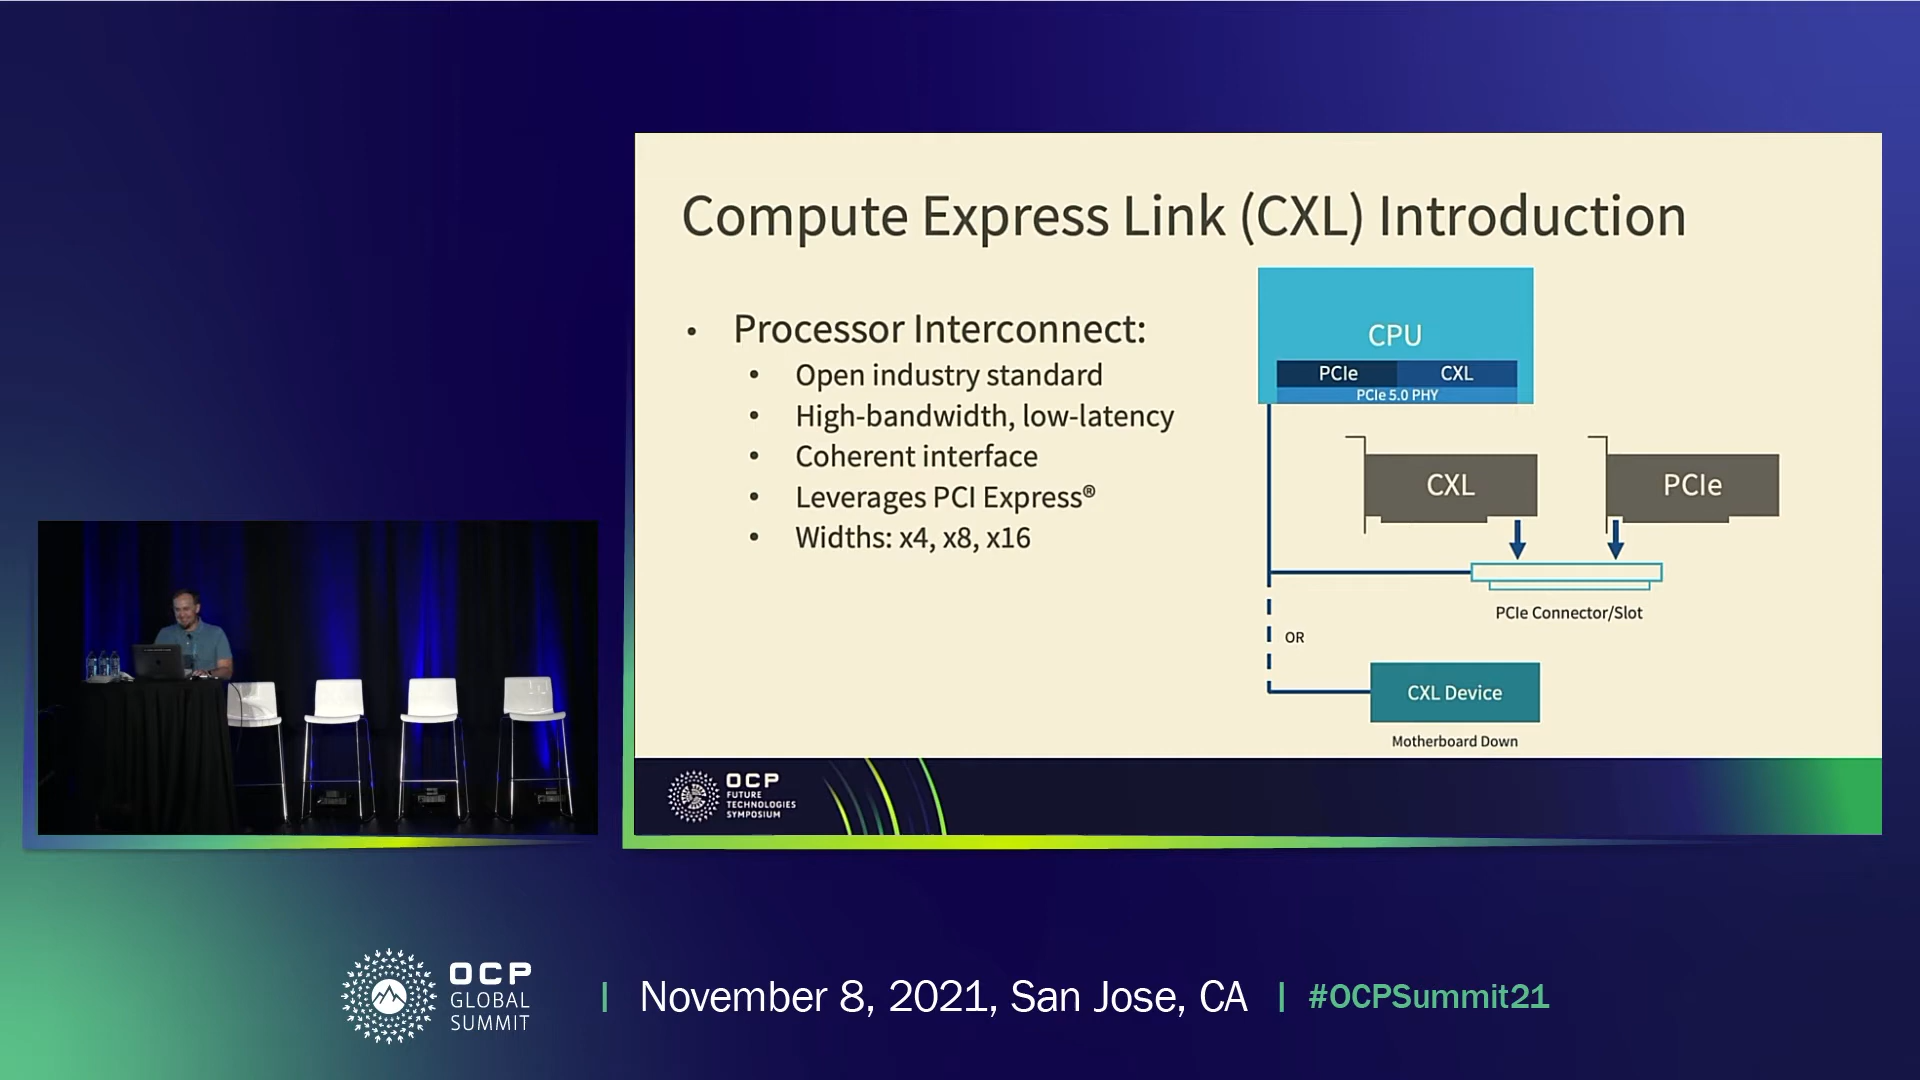 Compute Express Link (CXL) Introduction
• Processor Interconnect:
• Open industry standard
• High-bandwidth, low-latency
• Coherent interface
• Leverages PCI Express®
• Widths: x4, x8, x16
CPU
PCIe CXL
PCIe 5.0 PHY
CXL
PCIe
PCIe Connector/Slot
OR
CXL Device
Motherboard Down
OCP
FUTURE
TECHNOLOGIES
SYMPOSIUM
OCP
GLOBAL
SUMMIT
| November 8, 2021, San Jose, CA | #OCPSummit21